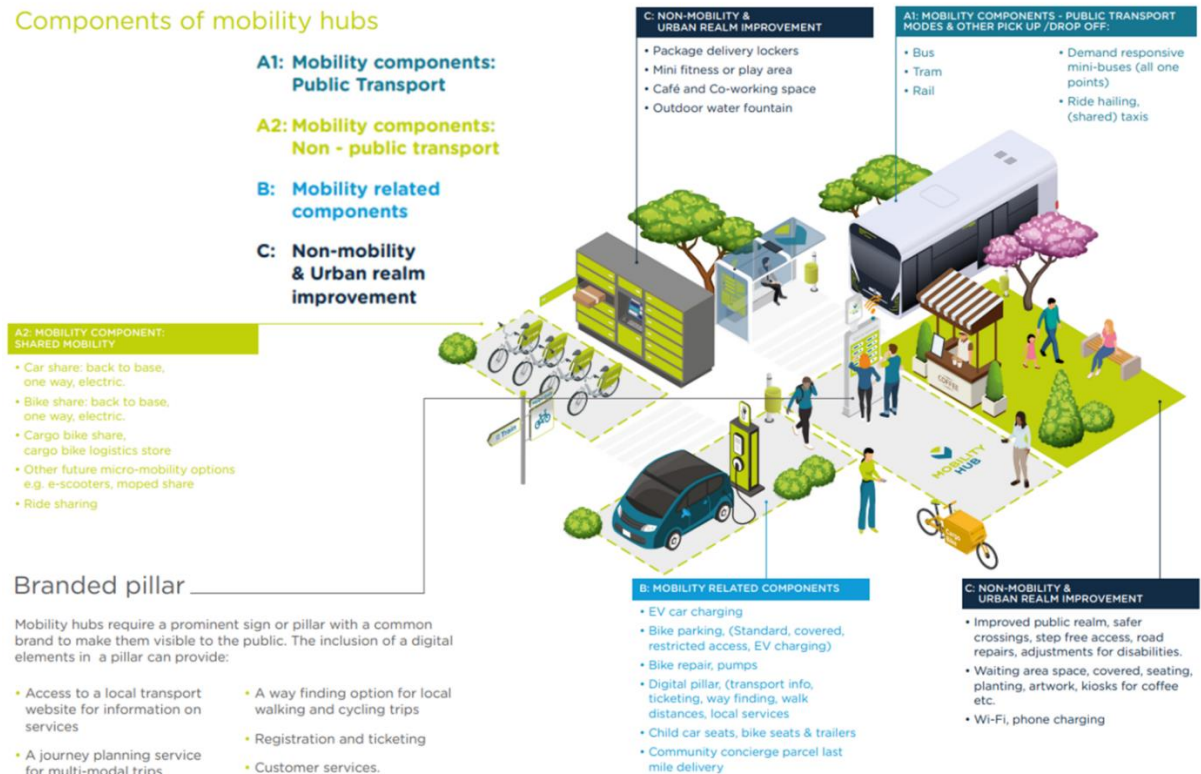 Components of mobility hubs
A1: Mobility components:
Public Transport
A2: Mobility components:
Non - public transport
B: Mobility related
components
C: Non-mobility
& Urban realm
improvement
C: NON-MOBILITY &
URBAN REALM IMPROVEMENT
• Package delivery lockers
• Mini fitness or play area
• Café and Co-working space
• Outdoor water fountain
A1: MOBILITY COMPONENTS - PUBLIC TRANSPORT
MODES & OTHER PICK UP /DROP OFF:
• Bus
• Tram
• Rail
• Demand responsive
mini-buses (all one
points)
• Ride hailing,
(shared) taxis
A2: MOBILITY COMPONENT:
SHARED MOBILITY
• Car share: back to base,
one way, electric.
• Bike share: back to base,
one way, electric.
• Cargo bike share,
cargo bike logistics store
• Other future micro-mobility options
e.g. e-scooters, moped share
• Ride sharing
Train
COFFEE
MOBILITY
HUB
Cargo
Bike
Branded pillar
Mobility hubs require a prominent sign or pillar with a common
brand to make them visible to the public. The inclusion of a digital
elements in a pillar can provide:
• Access to a local transport
website for information on
services
• A journey planning service
for multi-modal trips
• A way finding option for local
walking and cycling trips
• Registration and ticketing
• Customer services.
B: MOBILITY RELATED COMPONENTS
• EV car charging
• Bike parking, (Standard, covered,
restricted access, EV charging)
• Bike repair, pumps
• Digital pillar, (transport info,
ticketing, way finding, walk
distances, local services
• Child car seats, bike seats & trailers
• Community concierge parcel last
mile delivery
C: NON-MOBILITY &
URBAN REALM IMPROVEMENT
• Improved public realm, safer
crossings, step free access, road
repairs, adjustments for disabilities.
• Waiting area space, covered, seating,
planting, artwork, kiosks for coffee
etc.
• Wi-Fi, phone charging